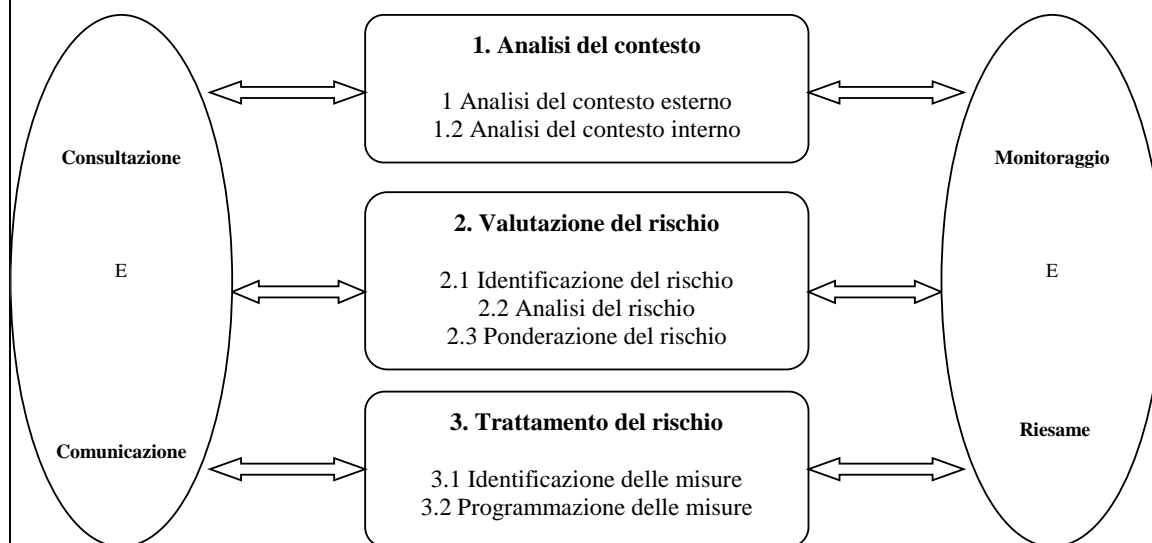 1. Analisi del contesto
1 Analisi del contesto esterno
1.2 Analisi del contesto interno
Consultazione
E
Comunicazione
2. Valutazione del rischio
2.1 Identificazione del rischio
2.2 Analisi del rischio
2.3 Ponderazione del rischio
3. Trattamento del rischio
3.1 Identificazione delle misure
3.2 Programmazione delle misure
Monitoraggio
E
Riesame